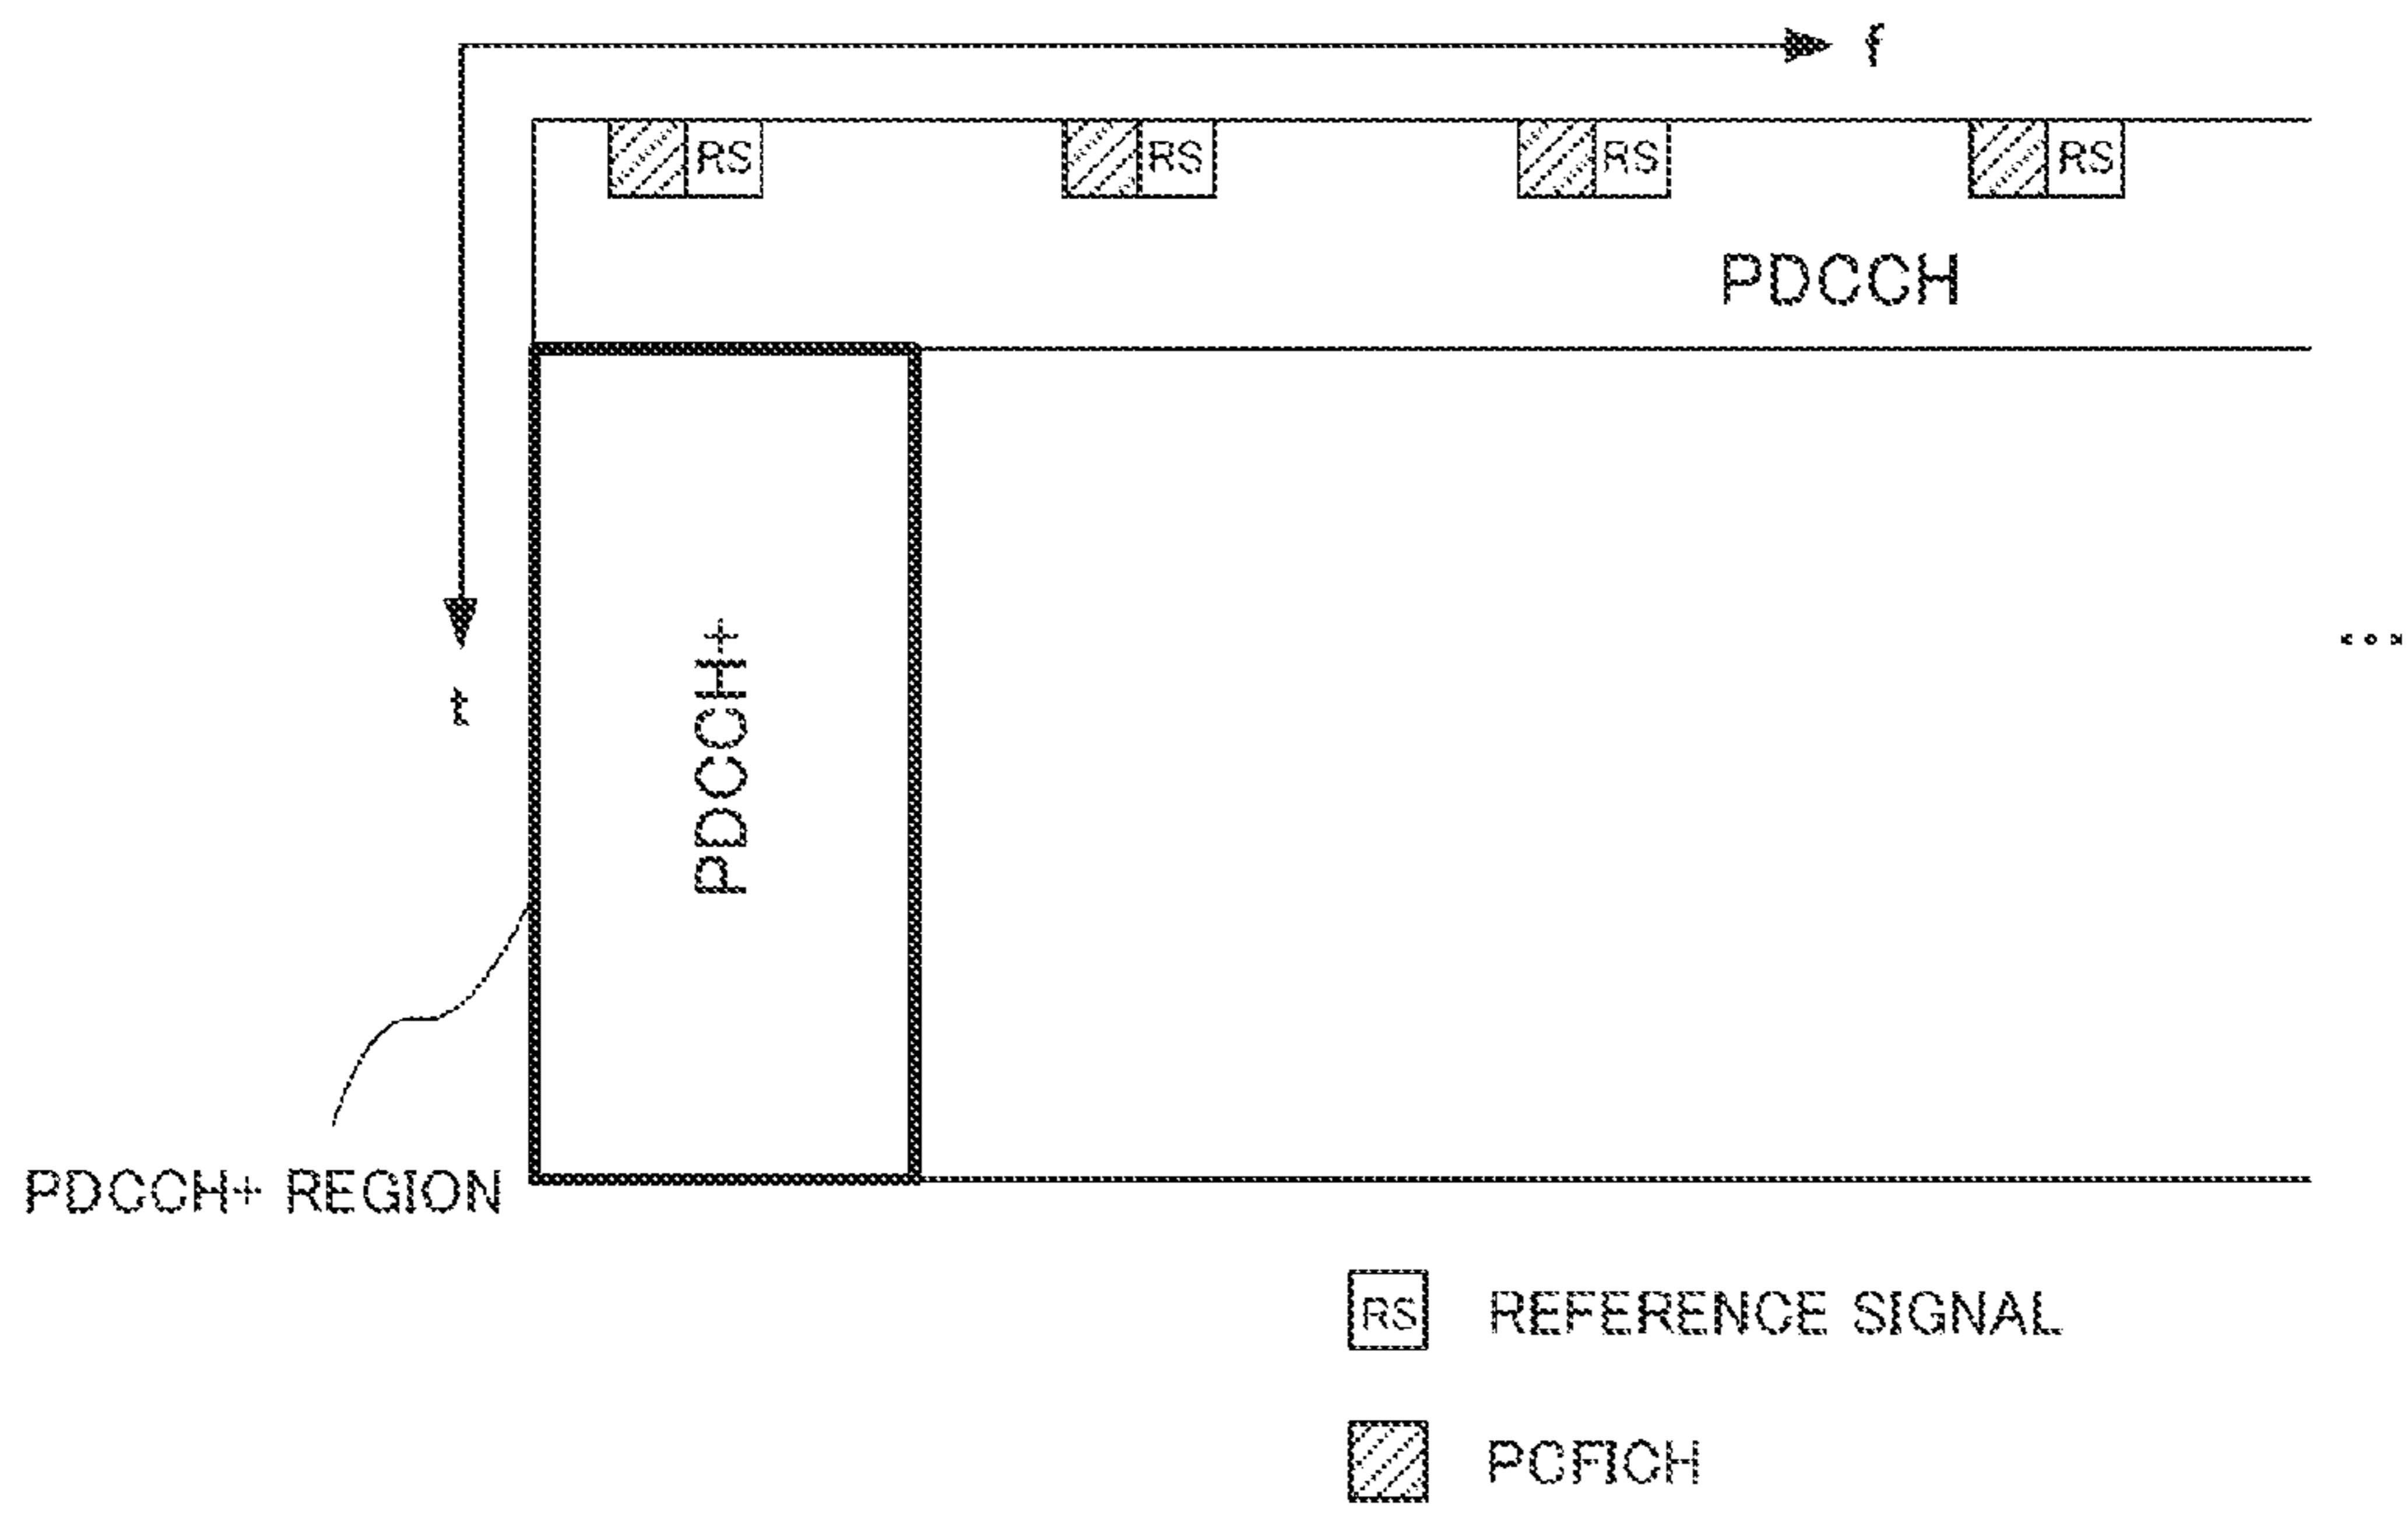 f
RS RS RS RS
PDCCH
PDCCH+
t
...
PDCCH+ REGION
RS REFERENCE SIGNAL
PCFICH